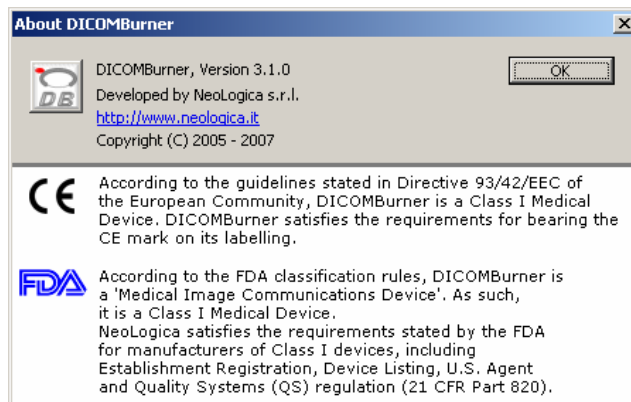 About DICOMBurner
DB
DICOMBurner, Version 3.1.0
OK
Developed by NeoLogica s.r.l.
http://www.neologica.it
Copyright (C) 2005 - 2007
CE
According to the guidelines stated in Directive 93/42/EEC of
the European Community, DICOMBurner is a Class I Medical
Device. DICOMBurner satisfies the requirements for bearing the
CE mark on its labelling.
FDA
According to the FDA classification rules, DICOMBurner is
a 'Medical Image Communications Device'. As such,
it is a Class I Medical Device.
NeoLogica satisfies the requirements stated by the FDA
for manufacturers of Class I devices, including
Establishment Registration, Device Listing, U.S. Agent
and Quality Systems (QS) regulation (21 CFR Part 820).